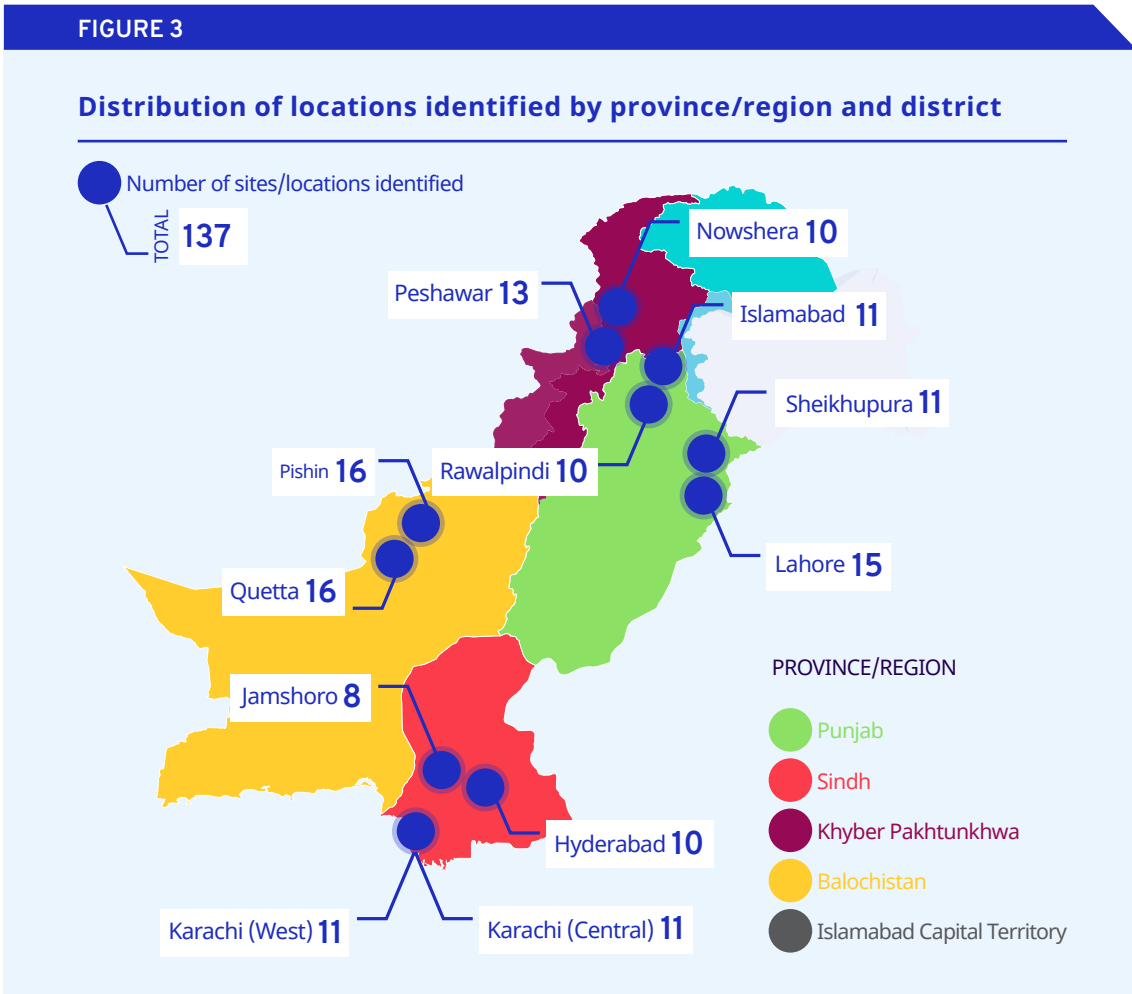 FIGURE 3
Distribution of locations identified by province/region and district
Number of sites/locations identified
TOTAL 137
Nowshera 10
Peshawar 13
Islamabad 11
Sheikhupura 11
Pishin 16
Rawalpindi 10
Lahore 15
Quetta 16
Jamshoro 8
Hyderabad 10
Karachi (West) 11
Karachi (Central) 11
PROVINCE/REGION
Punjab
Sindh
Khyber Pakhtunkhwa
Balochistan
Islamabad Capital Territory